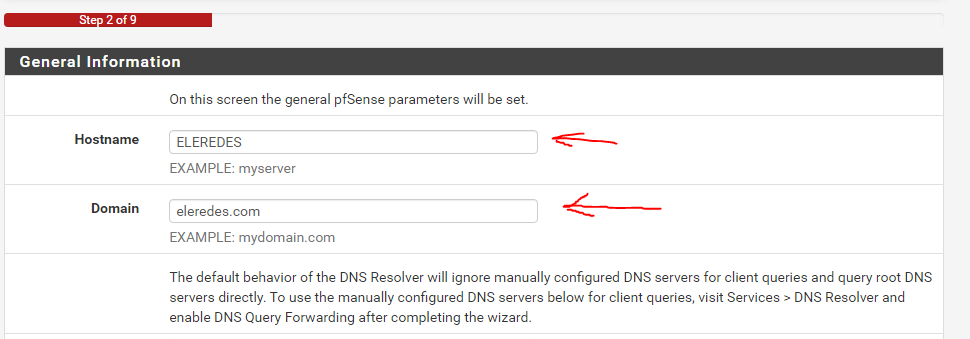 Step 2 of 9
General Information
On this screen the general pfSense parameters will be set.
Hostname
ELEREDES
EXAMPLE: myserver
Domain
eleredes.com
EXAMPLE: mydomain.com
The default behavior of the DNS Resolver will ignore manually configured DNS servers for client queries and query root DNS
servers directly. To use the manually configured DNS servers below for client queries, visit Services > DNS Resolver and
enable DNS Query Forwarding after completing the wizard.